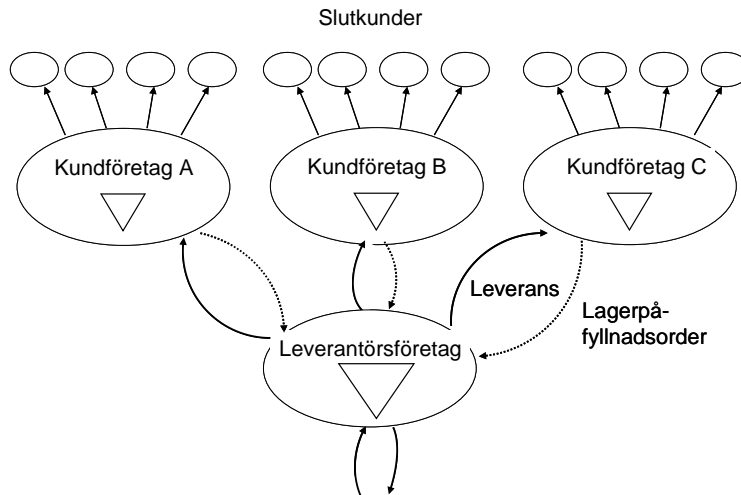 Slutkunder
Kundföretag A
Kundföretag B
Kundföretag C
Leverans
Lagerpå-
fyllnadsorder
Leverantörsföretag